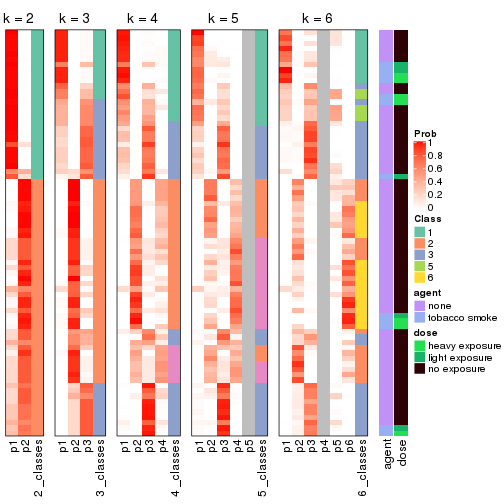 k = 2 k = 3 k = 4 k = 5 k = 6
Prob
1
0.8
0.6
0.4
0.2
0
Class
1
2
3
5
6
agent
none
tobacco smoke
dose
heavy exposure
light exposure
no exposure
p1 p2 2_classes p1 p2 p3 3_classes p1 p2 p3 p4 4_classes p1 p2 p3 p4 p5 5_classes p1 p2 p3 p4 p5 p6 6_classes agent dose